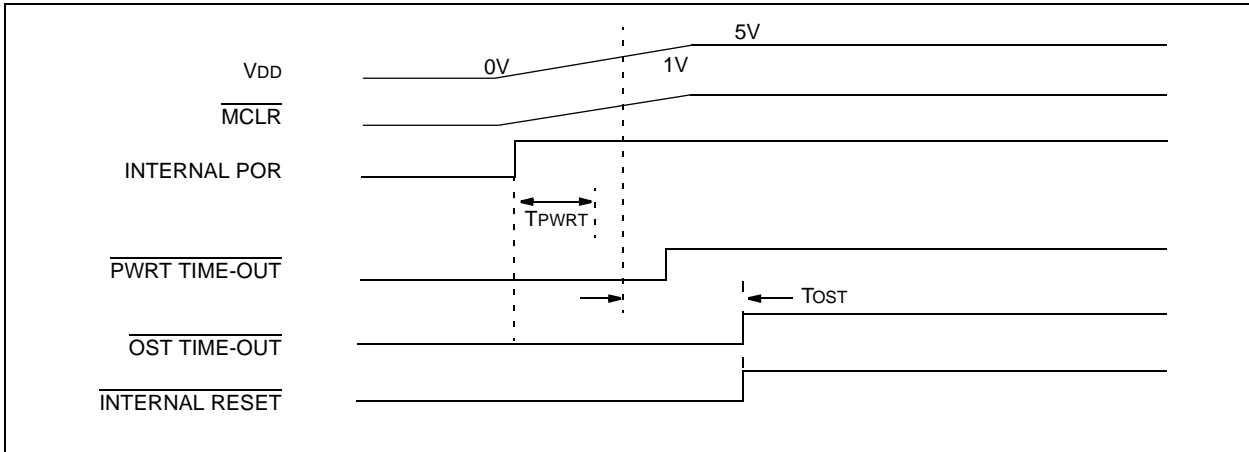 5V
VDD 0V 1V
MCLR
INTERNAL POR
TPWRT
PWRT TIME-OUT
TOST
OST TIME-OUT
INTERNAL RESET